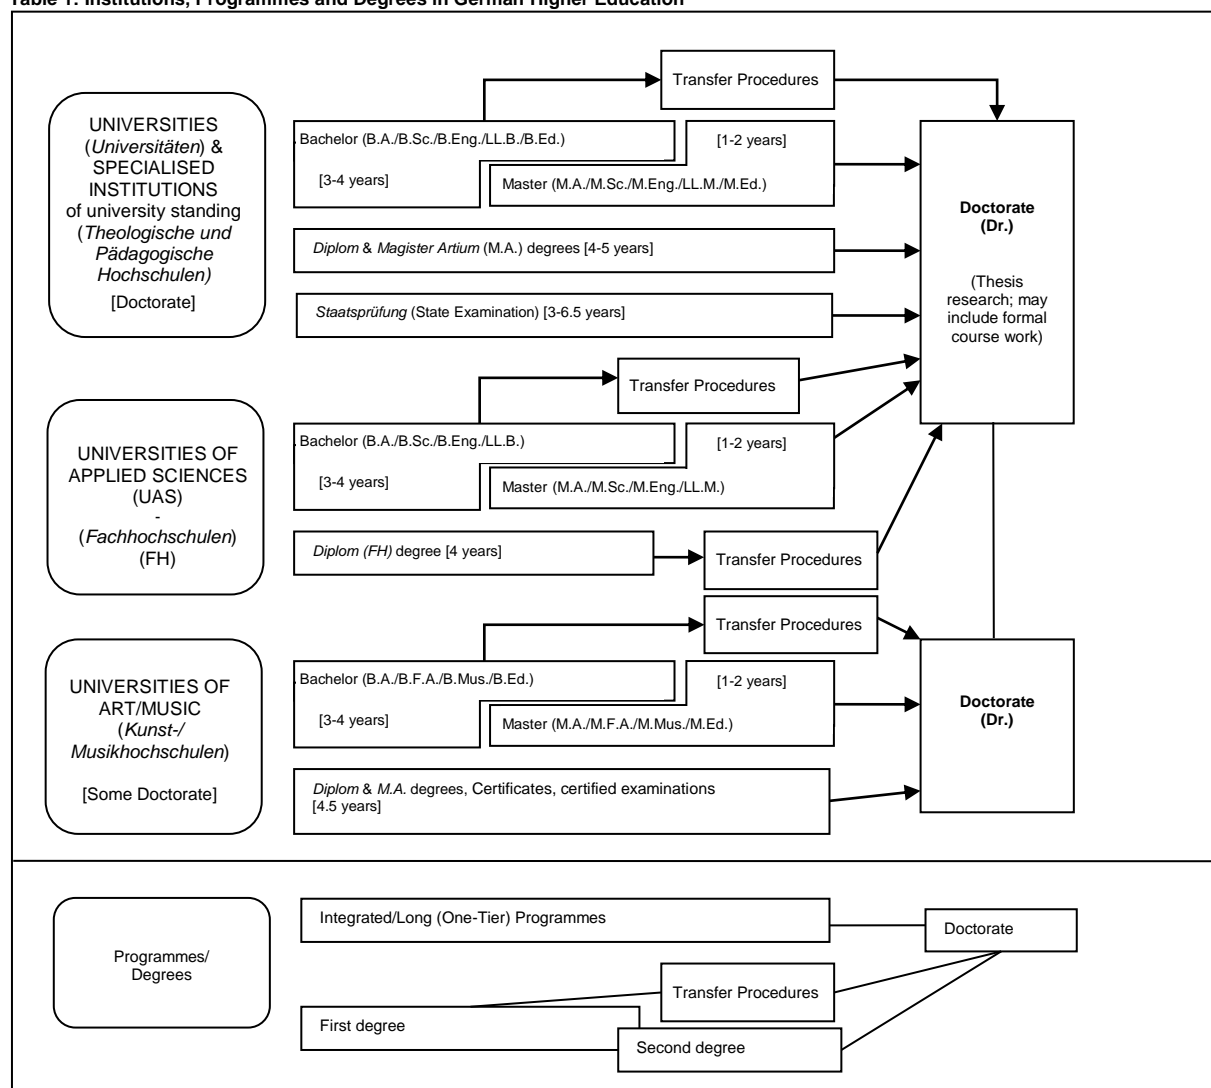 Table 1: Institutions, Programmes and Degrees in German Higher Education
Transfer Procedures
UNIVERSITIES
(Universitäten) &
SPECIALISED
INSTITUTIONS
of university standing
(Theologische und
Pädagogische
Hochschulen)
[Doctorate]
Bachelor (B.A./B.Sc./B.Eng./LL.B./B.Ed.)
[3-4 years]
[1-2 years]
Master (M.A./M.Sc./M.Eng./LL.M./M.Ed.)
Diplom & Magister Artium (M.A.) degrees [4-5 years]
Staatsprüfung (State Examination) [3-6.5 years]
Doctorate
(Dr.)
(Thesis
research; may
include formal
course work)
UNIVERSITIES OF
APPLIED SCIENCES
(UAS)
-
(Fachhochschulen)
(FH)
Transfer Procedures
Bachelor (B.A./B.Sc./B.Eng./LL.B.)
[3-4 years]
[1-2 years]
Master (M.A./M.Sc./M.Eng./LL.M.)
Diplom (FH) degree [4 years]
Transfer Procedures
UNIVERSITIES OF
ART/MUSIC
(Kunst-/
Musikhochschulen)
[Some Doctorate]
Transfer Procedures
Bachelor (B.A./B.F.A./B.Mus./B.Ed.)
[3-4 years]
[1-2 years]
Master (M.A./M.F.A./M.Mus./M.Ed.)
Diplom & M.A. degrees, Certificates, certified examinations
[4.5 years]
Doctorate
(Dr.)
Programmes/
Degrees
Integrated/Long (One-Tier) Programmes
Doctorate
Transfer Procedures
First degree
Second degree